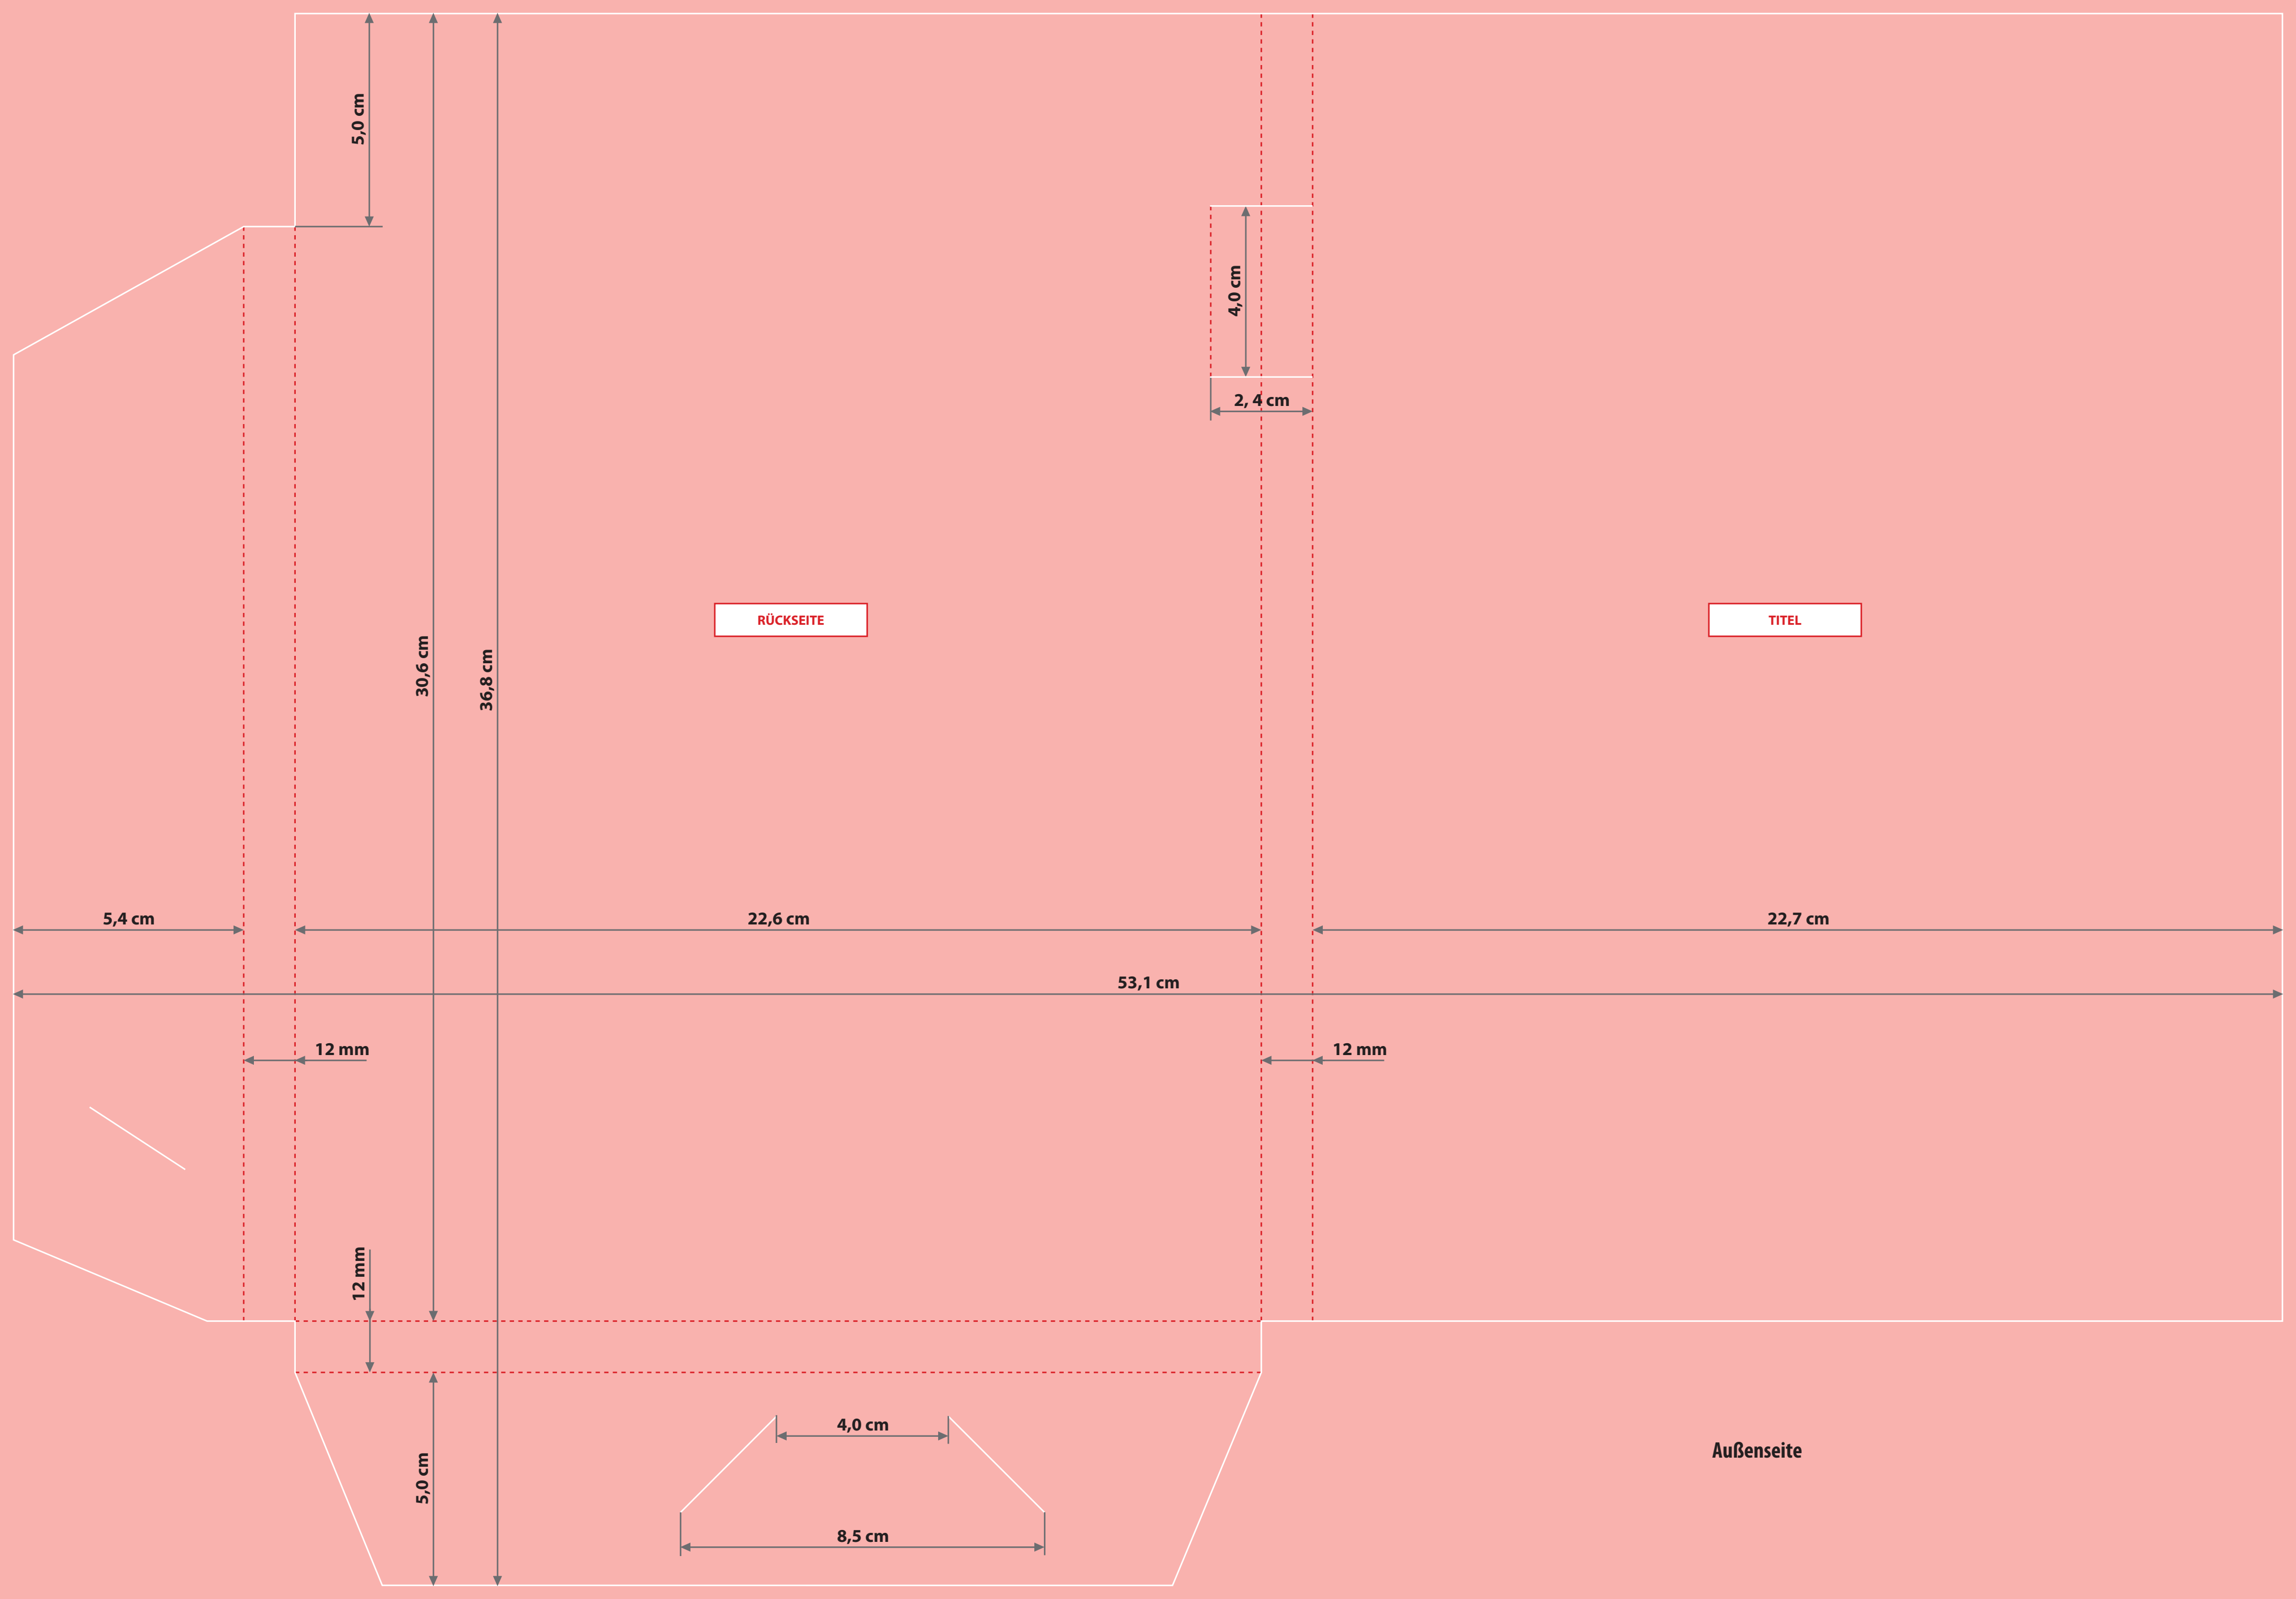 5,0 cm
4,0 cm
2, 4 cm
RÜCKSEITE
TITEL
30,6 cm
36,8 cm
5,4 cm
22,6 cm
22,7 cm
53,1 cm
12 mm
12 mm
12 mm
4,0 cm
Außenseite
5,0 cm
8,5 cm